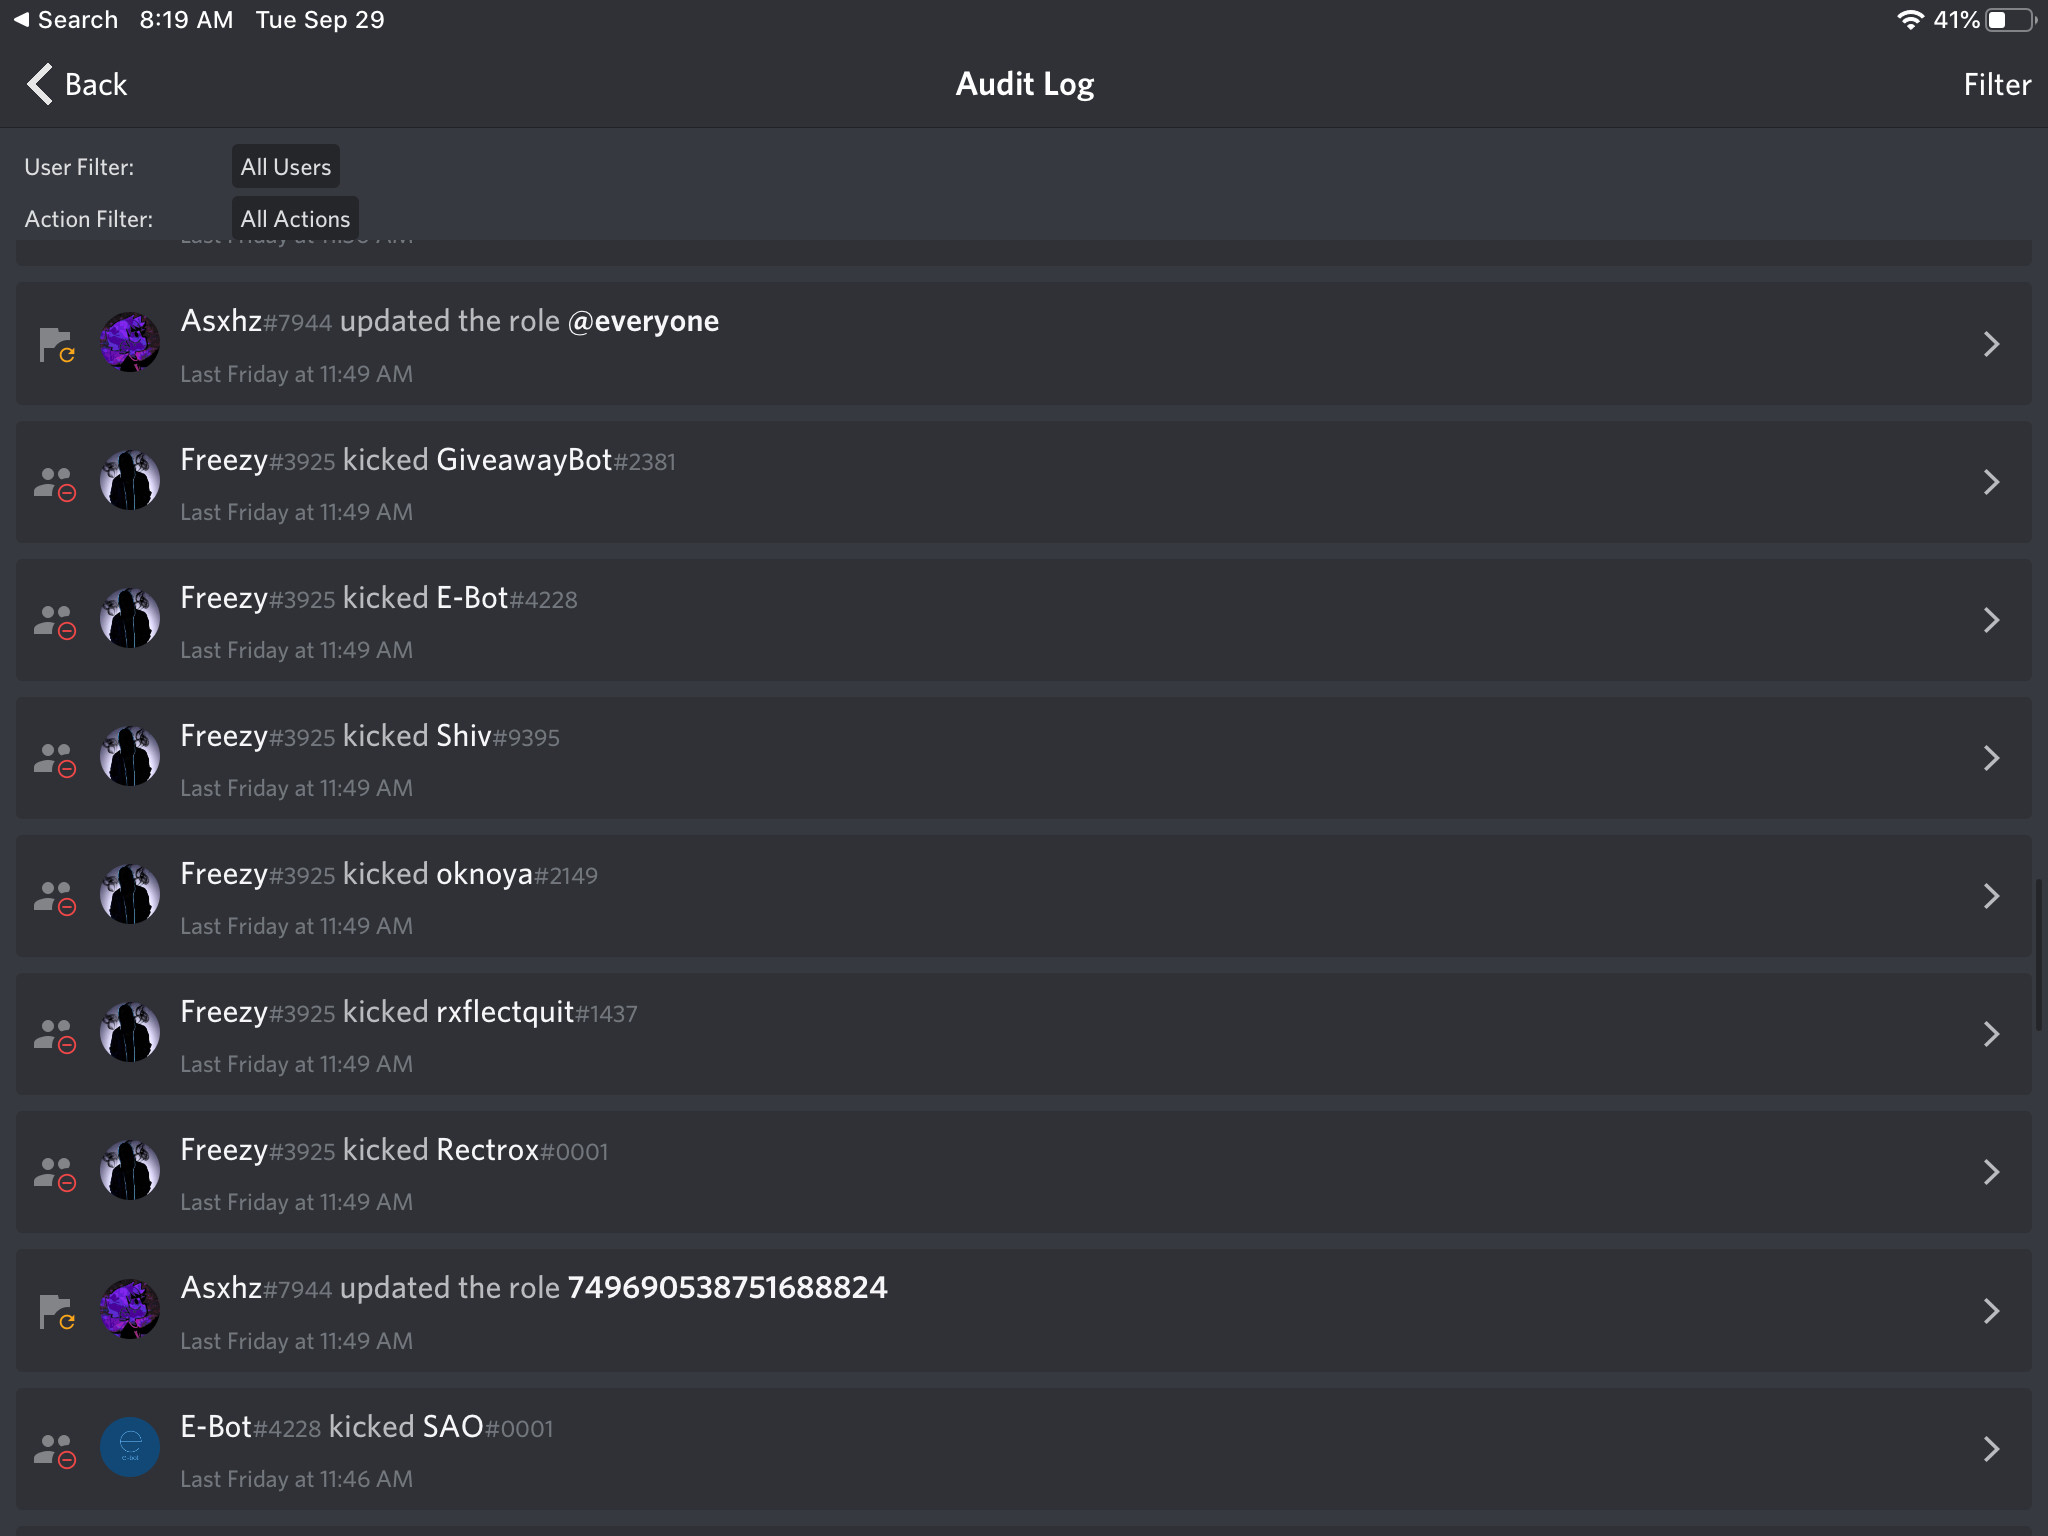 Search 8:19 AM Tue Sep 29 41%
Back Audit Log Filter
User Filter: All Users
Action Filter: All Actions
Asxhz#7944 updated the role @everyone
Last Friday at 11:49 AM
Freezy#3925 kicked GiveawayBot#2381
Last Friday at 11:49 AM
Freezy#3925 kicked E-Bot#4228
Last Friday at 11:49 AM
Freezy#3925 kicked Shiv#9395
Last Friday at 11:49 AM
Freezy#3925 kicked oknoya#2149
Last Friday at 11:49 AM
Freezy#3925 kicked rxflectquit#1437
Last Friday at 11:49 AM
Freezy#3925 kicked Rectrox#0001
Last Friday at 11:49 AM
Asxhz#7944 updated the role 749690538751688824
Last Friday at 11:49 AM
E-Bot#4228 kicked SAO#0001
Last Friday at 11:46 AM